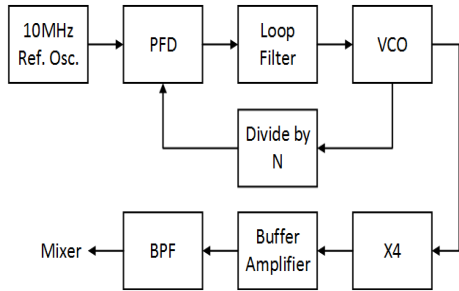 10MHz
Ref. Osc.
PFD
Loop
Filter
VCO
Divide by
N
Mixer
BPF
Buffer
Amplifier
X4